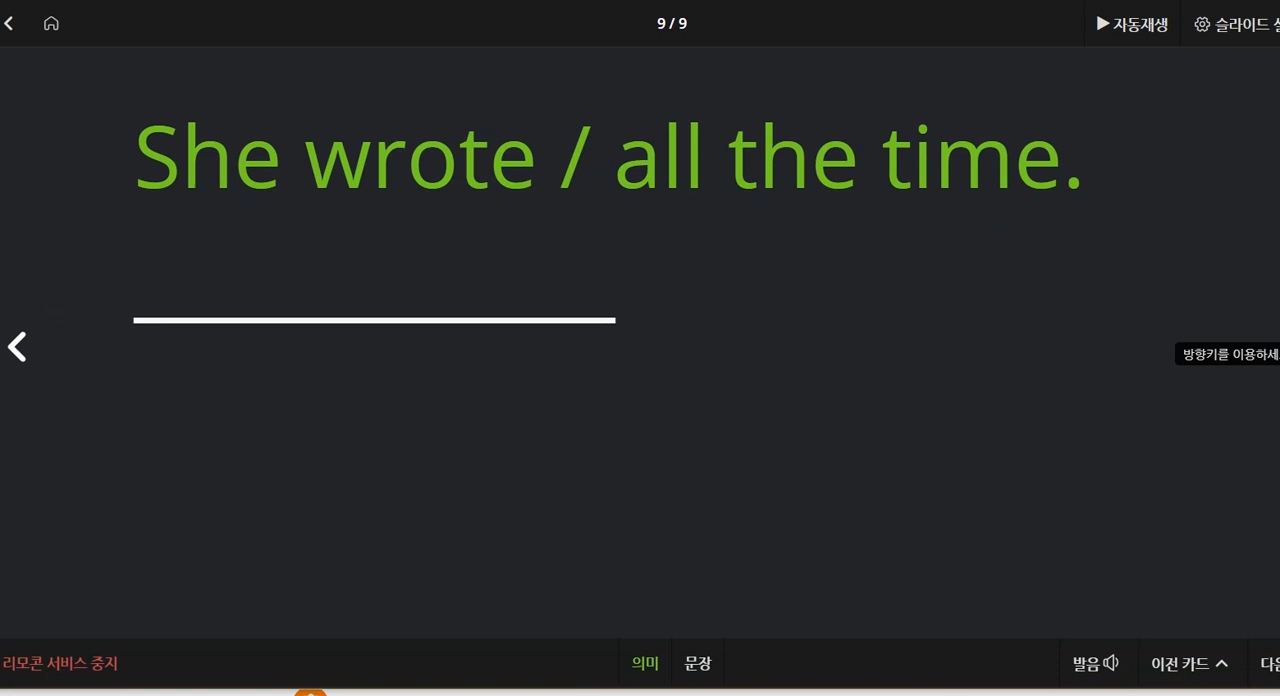 9 / 9
자동재생
슬라이드
She wrote / all the time.
방향키를 이용하세
리모콘 서비스 중지
의미 문장
발음 이전 카드 다음